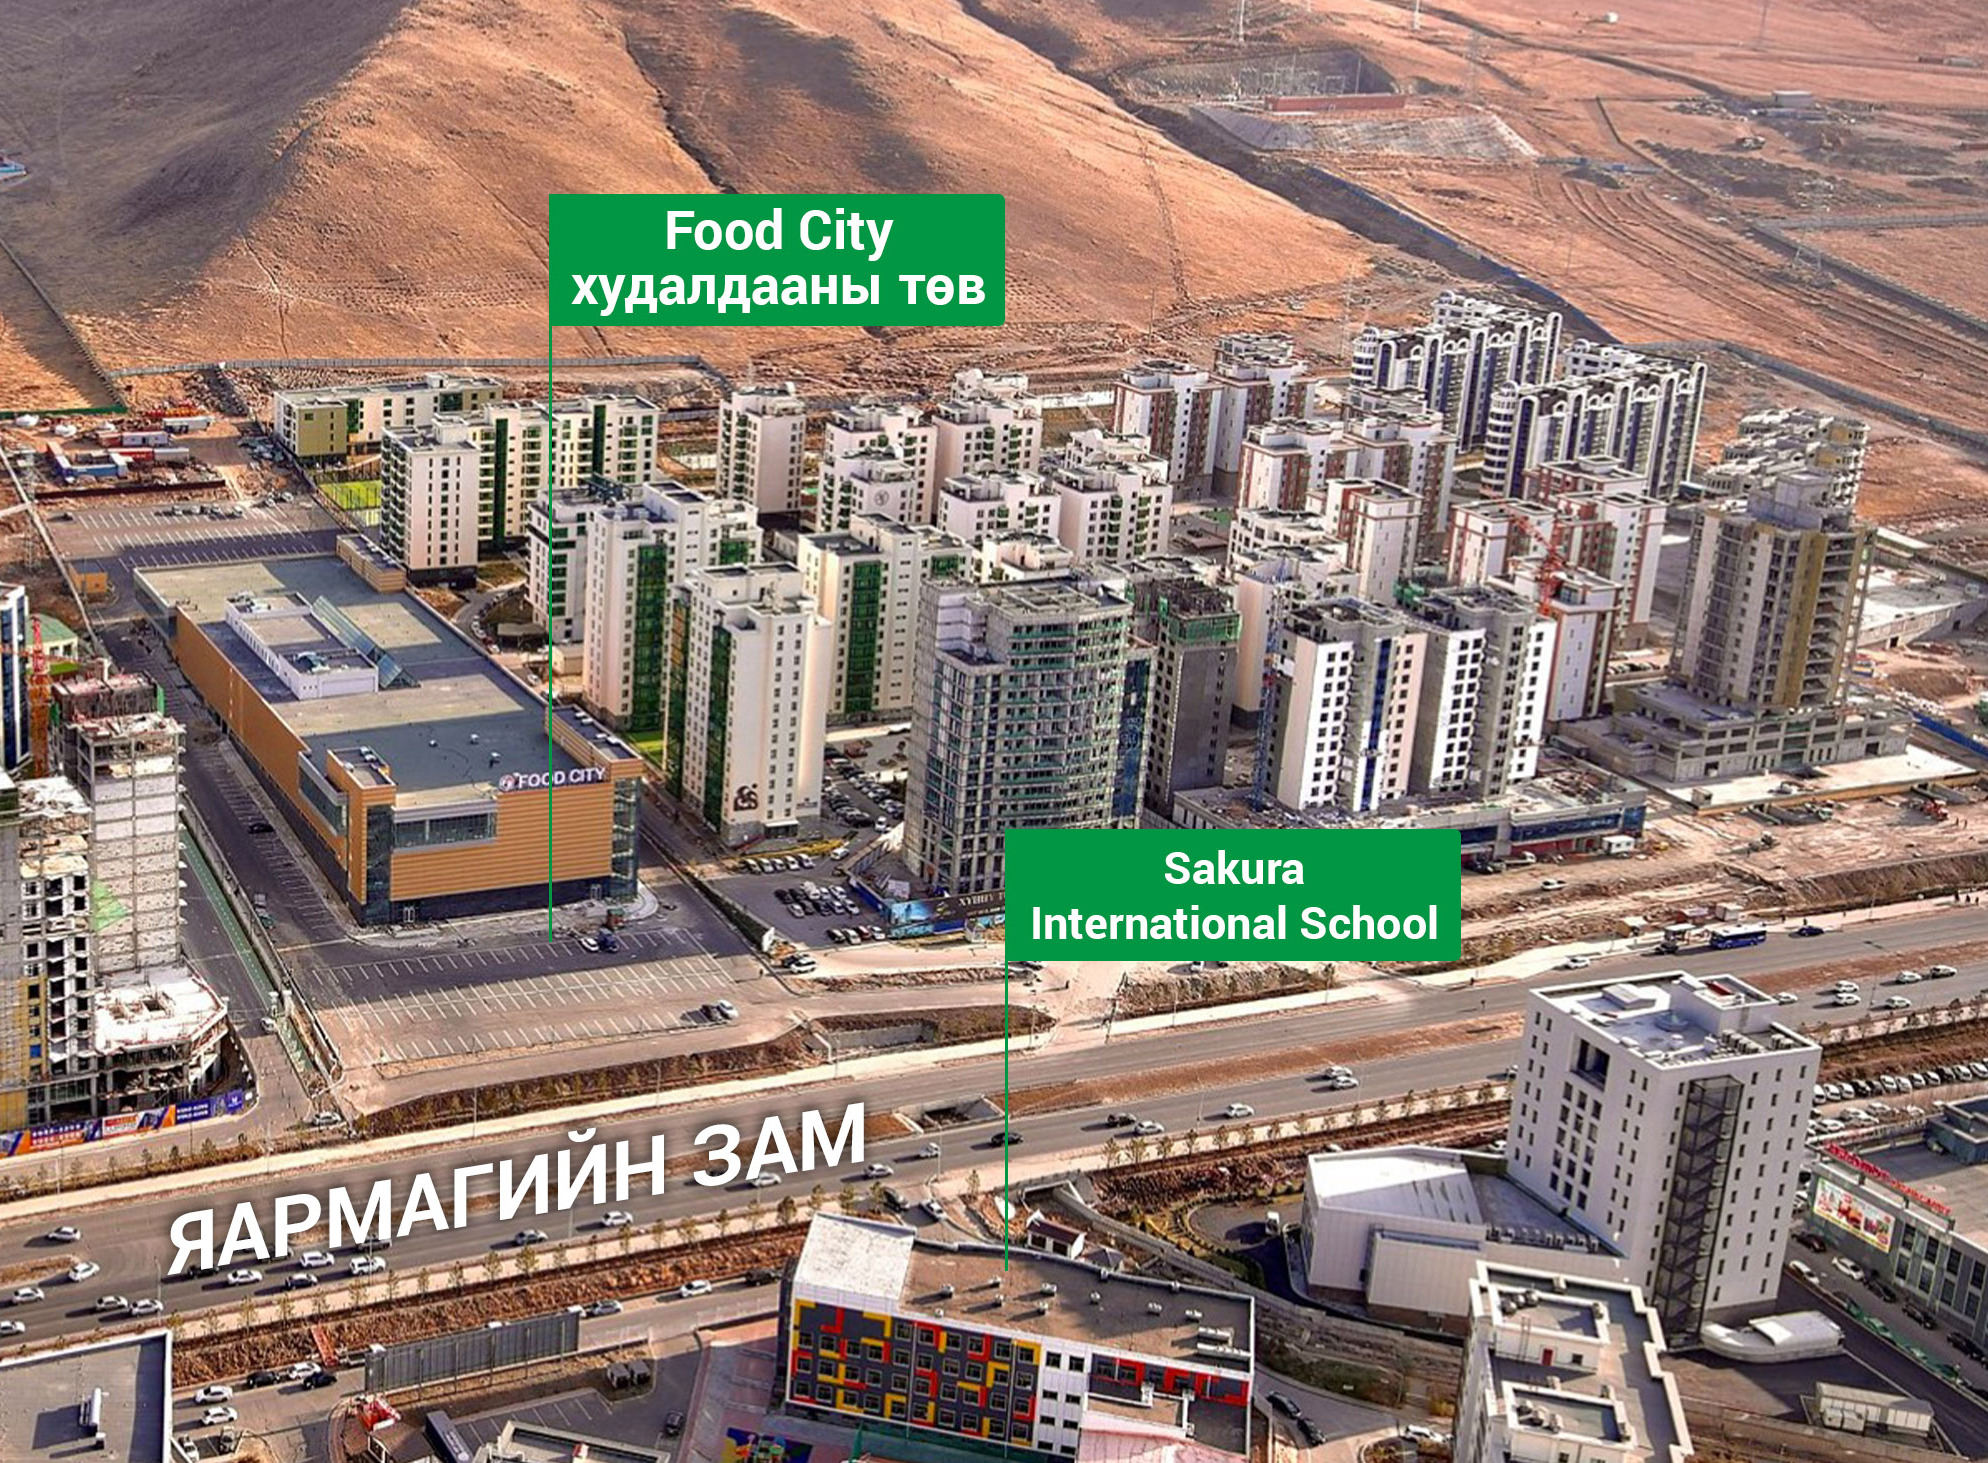 Food City
худалдааны төв
FOOD CITY
Sakura
International School
ЯАРМАГИЙН ЗАМ